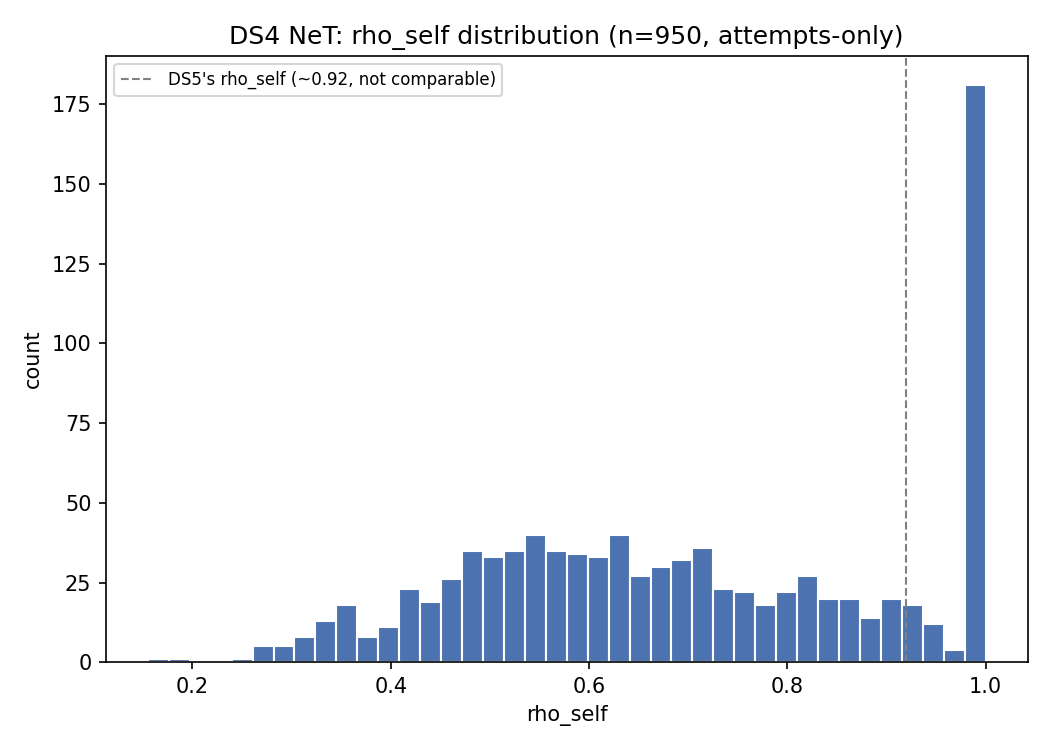 DS4 NeT: rho_self distribution (n=950, attempts-only)
DS5's rho_self (~0.92, not comparable)
175
150
125
100
75
50
25
0
count
0.2 0.4 0.6 0.8 1.0
rho_self